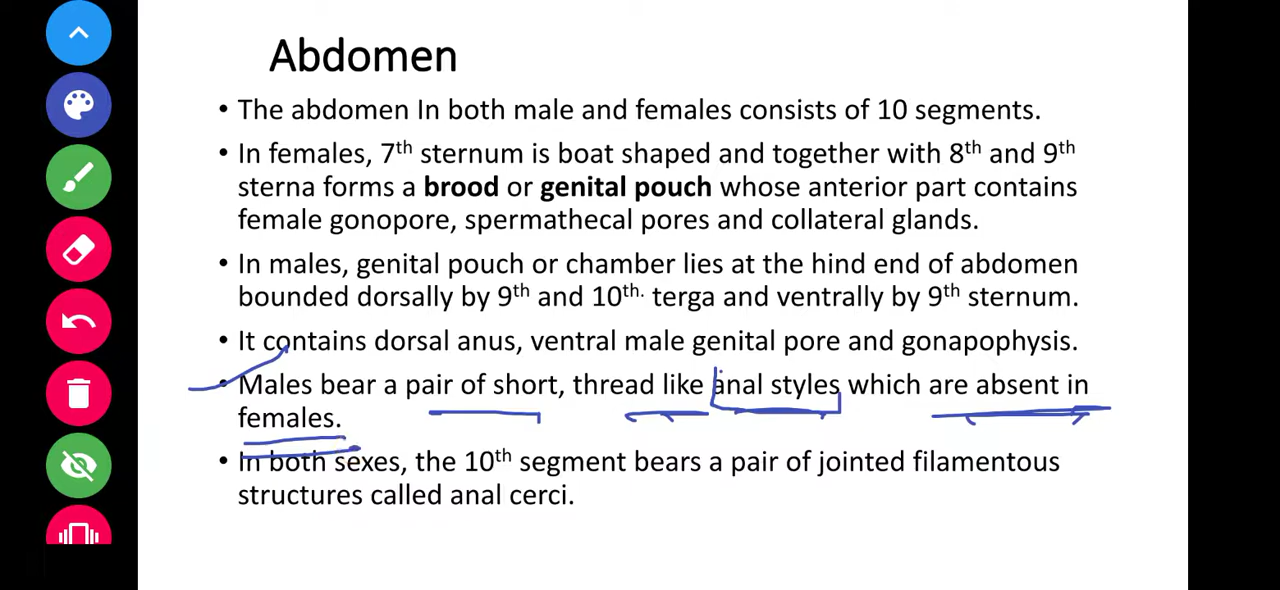 Abdomen
• The abdomen In both male and females consists of 10 segments.
• In females, 7th sternum is boat shaped and together with 8th and 9th
sterna forms a brood or genital pouch whose anterior part contains
female gonopore, spermathecal pores and collateral glands.
• In males, genital pouch or chamber lies at the hind end of abdomen
bounded dorsally by 9th and 10th. terga and ventrally by 9th sternum.
• It contains dorsal anus, ventral male genital pore and gonapophysis.
• Males bear a pair of short, thread like anal styles which are absent in
females.
• In both sexes, the 10th segment bears a pair of jointed filamentous
structures called anal cerci.